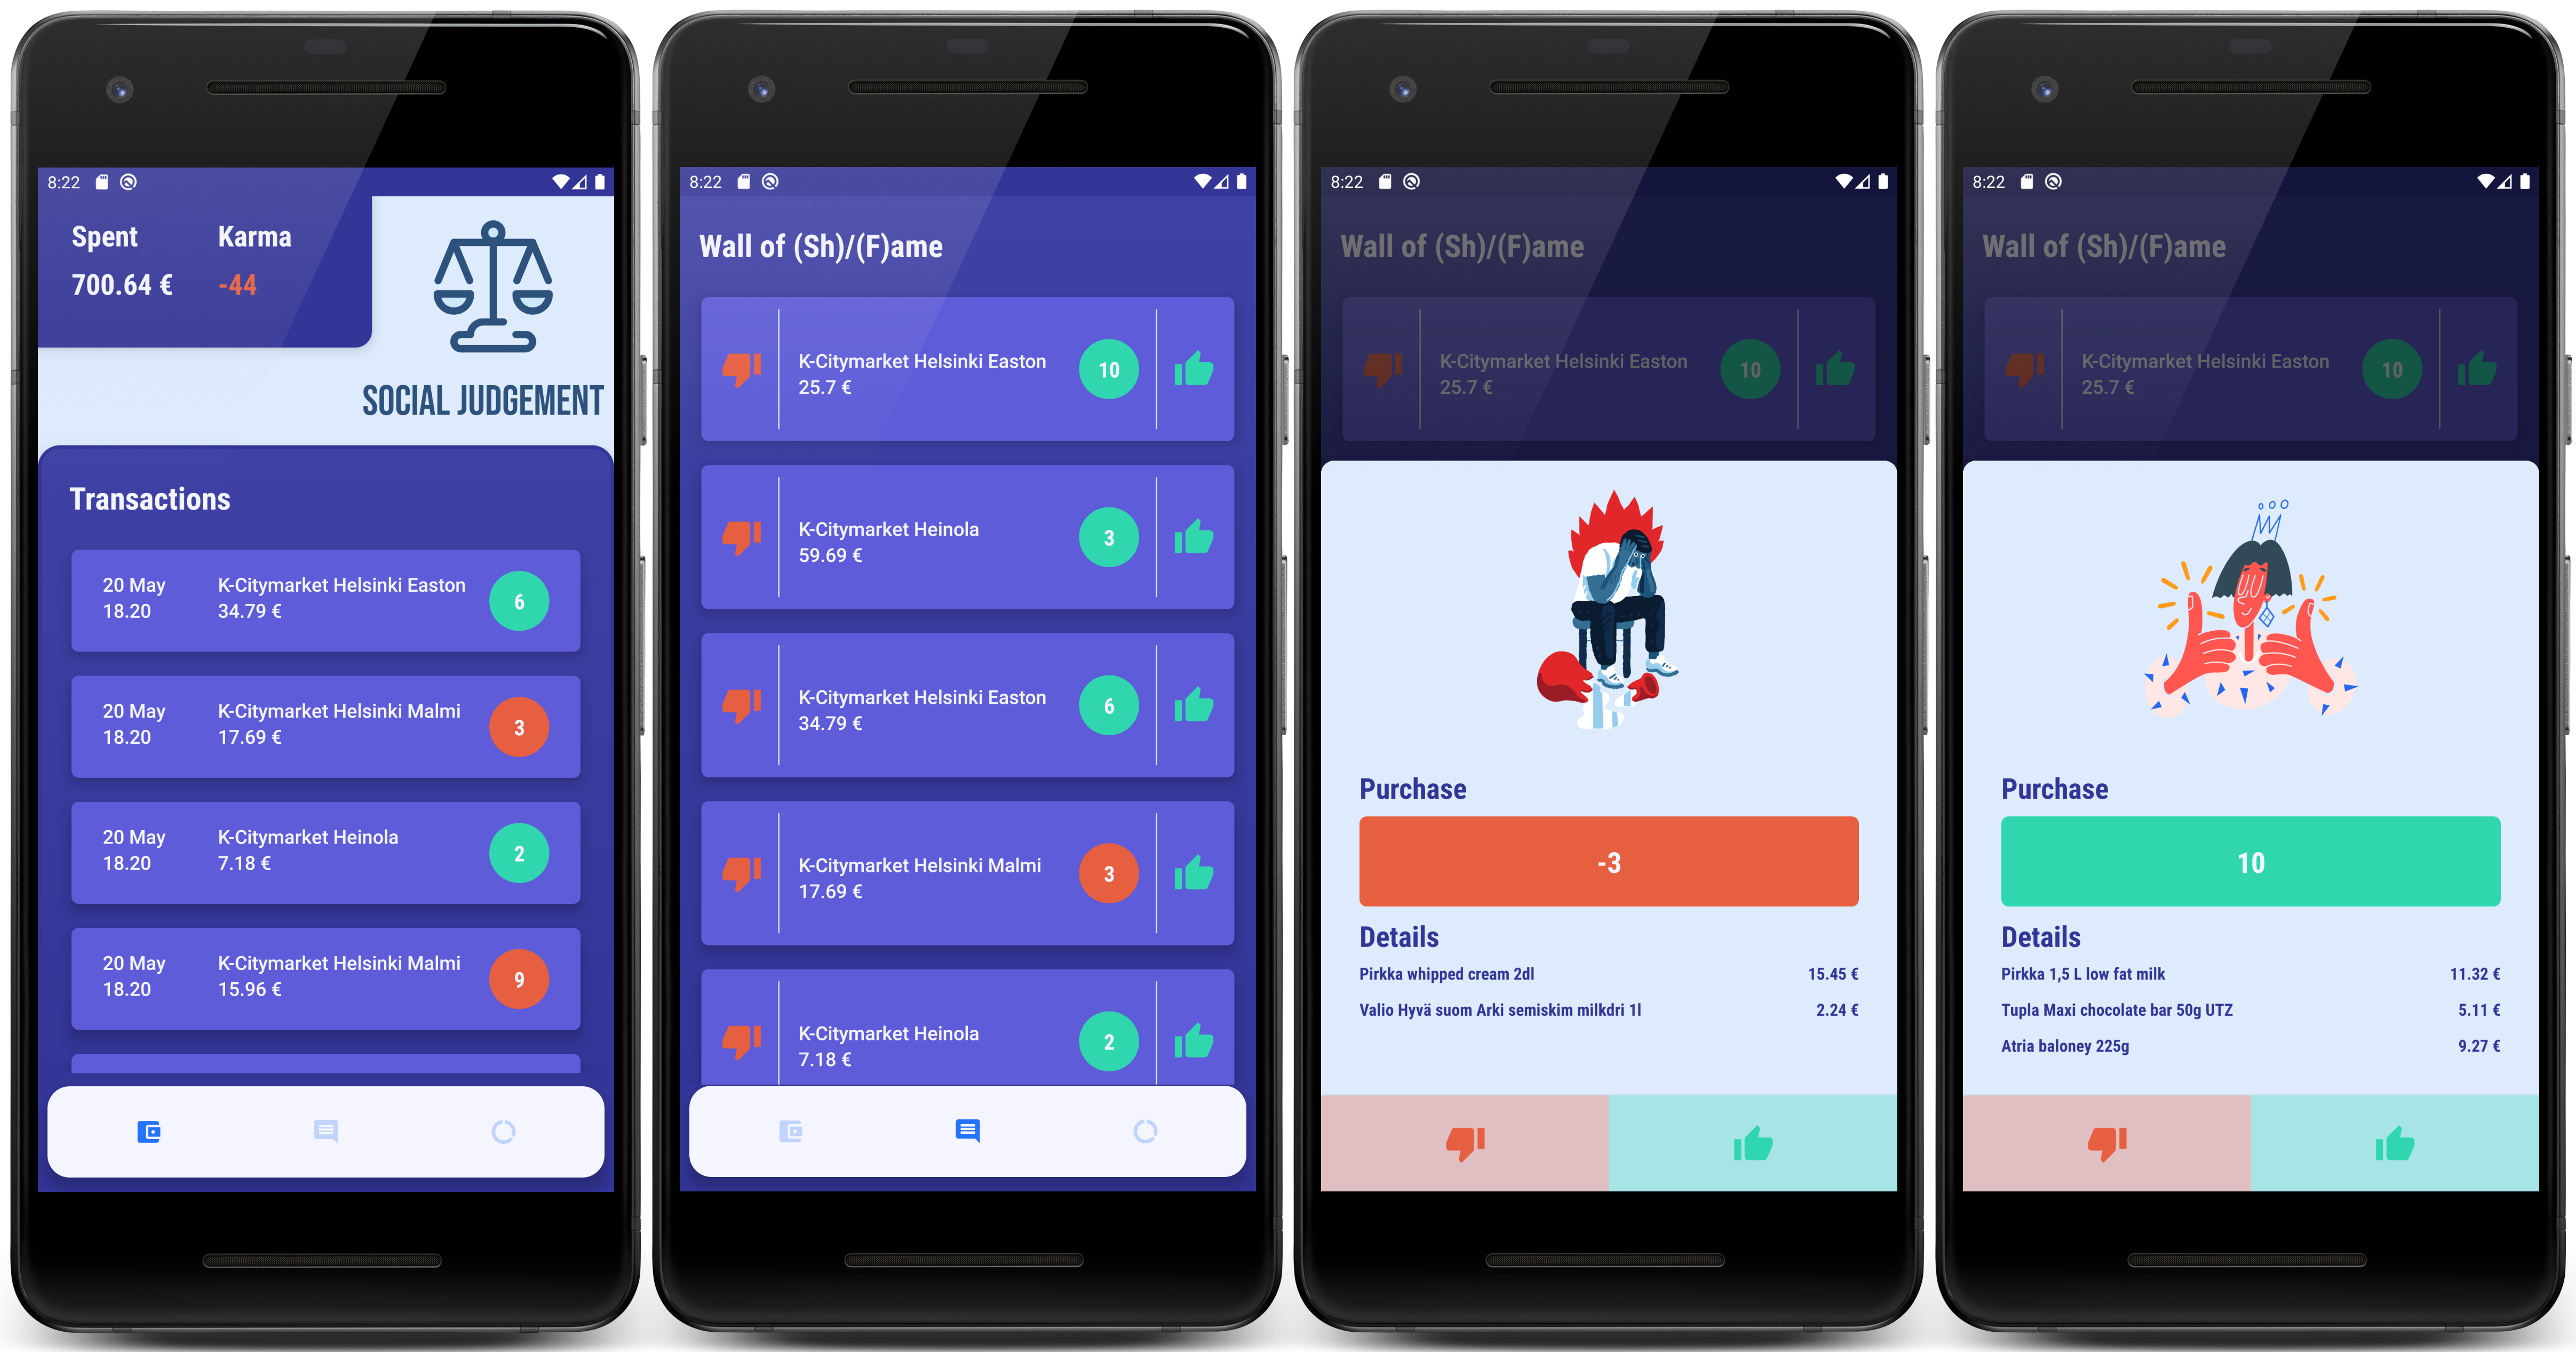 8:22
Spent Karma
700.64 € -44
SOCIAL JUDGEMENT
Transactions
20 May K-Citymarket Helsinki Easton
18.20 34.79 €
6
20 May K-Citymarket Helsinki Malmi
18.20 17.69 €
3
20 May K-Citymarket Heinola
18.20 7.18 €
2
20 May K-Citymarket Helsinki Malmi
18.20 15.96 €
9
8:22
Wall of (Sh)/(F)ame
K-Citymarket Helsinki Easton
25.7 €
10
K-Citymarket Heinola
59.69 €
3
K-Citymarket Helsinki Easton
34.79 €
6
K-Citymarket Helsinki Malmi
17.69 €
3
K-Citymarket Heinola
7.18 €
2
8:22
Wall of (Sh)/(F)ame
K-Citymarket Helsinki Easton
25.7 €
10
Purchase
-3
Details
Pirkka whipped cream 2dl 15.45 €
Valio Hyvä suom Arki semiskim milkdri 1l 2.24 €
8:22
Wall of (Sh)/(F)ame
K-Citymarket Helsinki Easton
25.7 €
10
Purchase
10
Details
Pirkka 1,5 L low fat milk 11.32 €
Tupla Maxi chocolate bar 50g UTZ 5.11 €
Atria baloney 225g 9.27 €